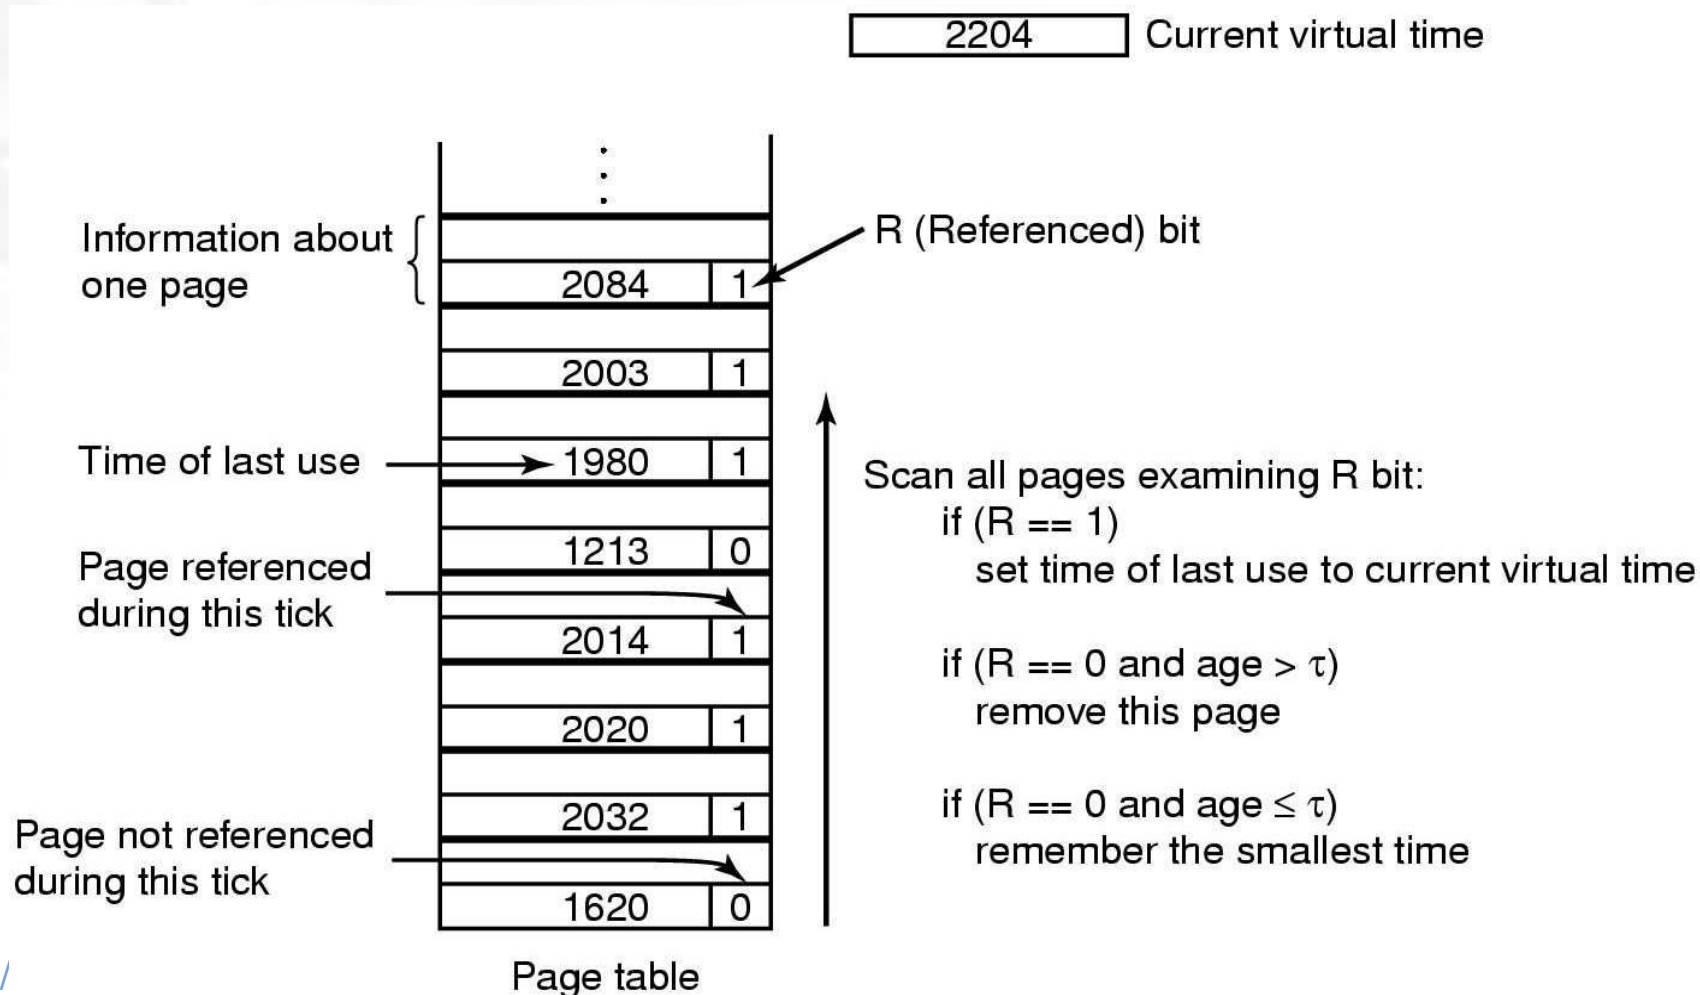 2204 Current virtual time
Information about
one page
R (Referenced) bit
2084 1
2003 1
Time of last use
1980 1
1213 0
Page referenced
during this tick
2014 1
2020 1
2032 1
Page not referenced
during this tick
1620 0
Page table
Scan all pages examining R bit:
if (R == 1)
set time of last use to current virtual time
if (R == 0 and age > τ)
remove this page
if (R == 0 and age ≤ τ)
remember the smallest time